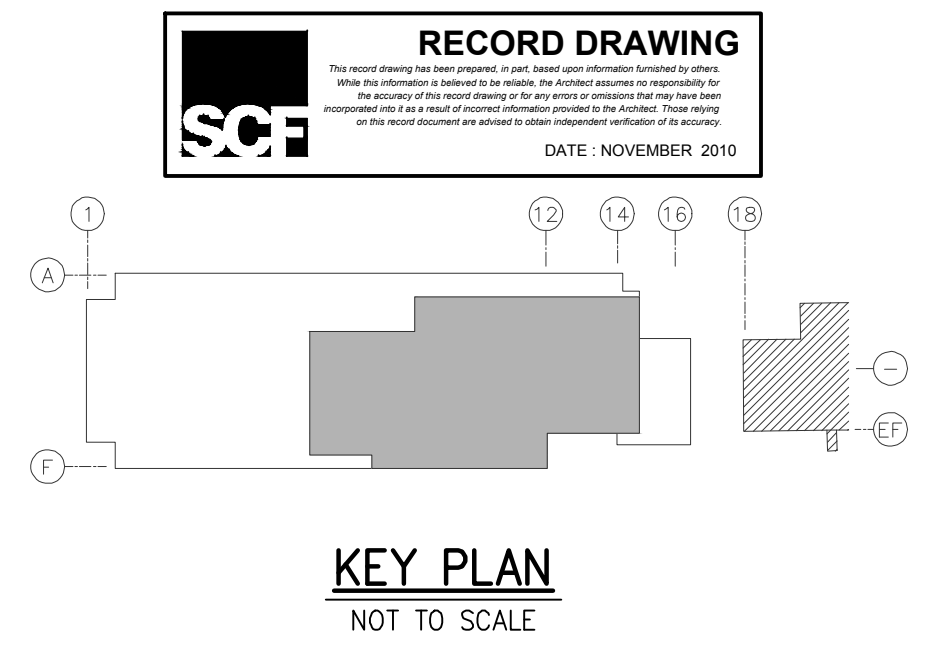 SCF
RECORD DRAWING
This record drawing has been prepared, in part, based upon information furnished by others.
While this information is believed to be reliable, the Architect assumes no responsibility for
the accuracy of this record drawing or for any errors or omissions that may have been
incorporated into it as a result of incorrect information provided to the Architect. Those relying
on this record document are advised to obtain independent verification of its accuracy.
DATE : NOVEMBER 2010
1
12
14
16
18
A
F
–
EF
KEY PLAN
NOT TO SCALE